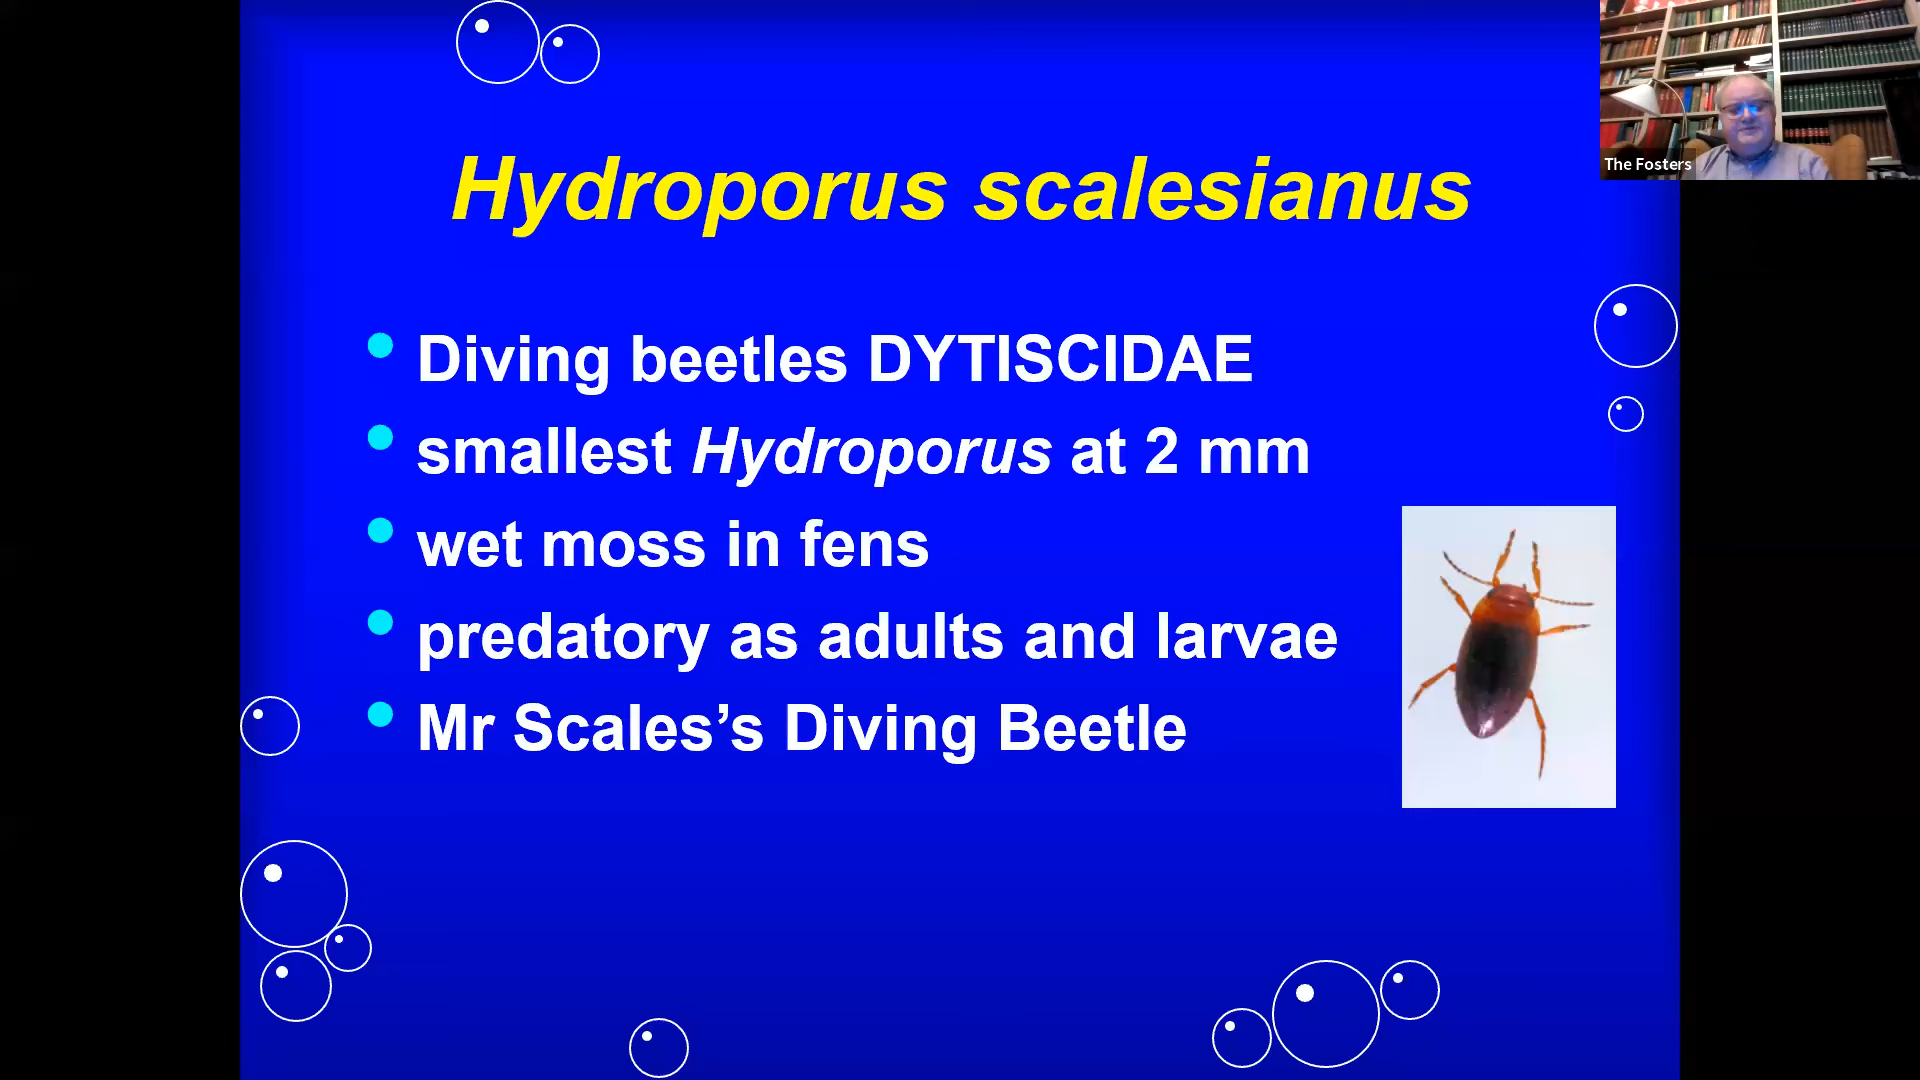 The Fosters
Hydroporus scalesianus
Diving beetles DYTISCIDAE
smallest Hydroporus at 2 mm
wet moss in fens
predatory as adults and larvae
Mr Scales’s Diving Beetle